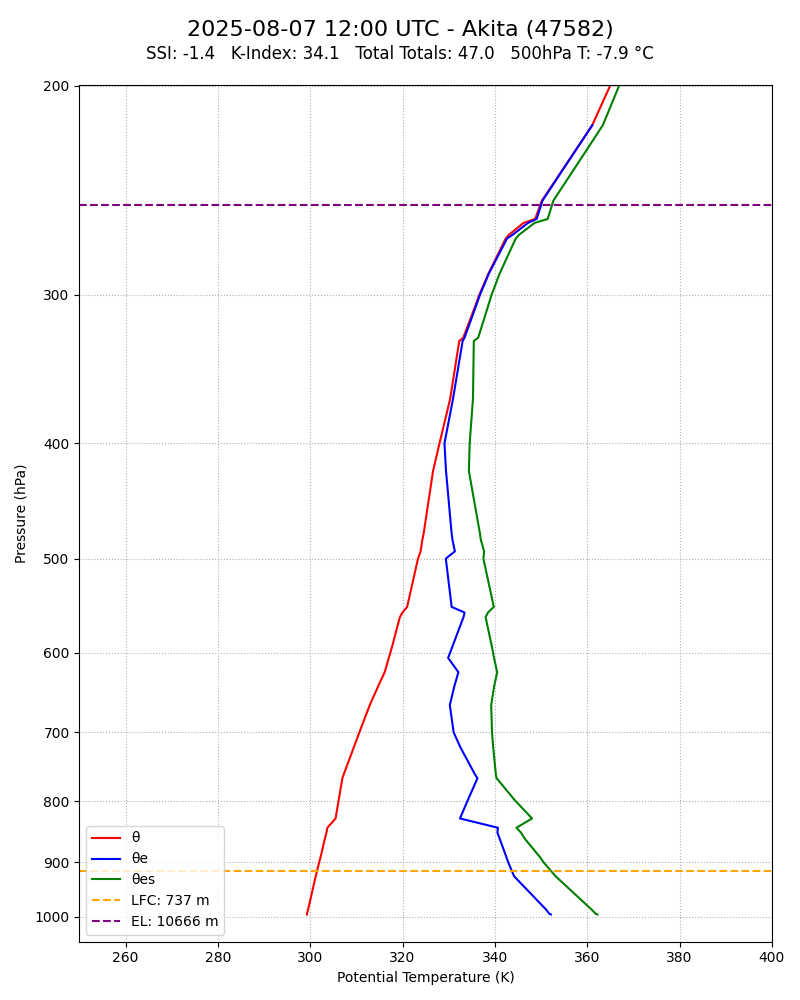 2025-08-07 12:00 UTC - Akita (47582)
SSI: -1.4 K-Index: 34.1 Total Totals: 47.0 500hPa T: -7.9 °C
200
300
400
500
600
700
800
900
1000
Pressure (hPa)
θ
θe
θes
LFC: 737 m
EL: 10666 m
260 280 300 320 340 360 380 400
Potential Temperature (K)